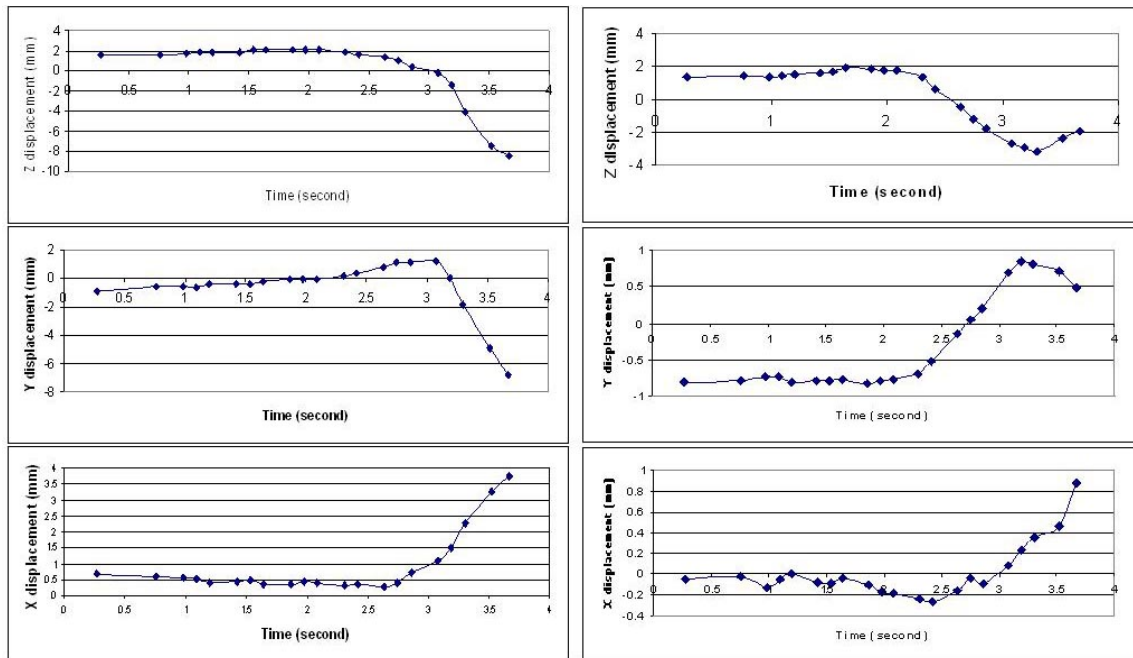 Z displacement (mm)
4
2
0
-2
-4
-6
-8
-10
0 0.5 1 1.5 2 2.5 3 3.5 4
Time (second)
Z displacement (mm)
4
2
0
-2
-4
0 1 2 3 4
Time (second)
Y displacement (mm)
2
0
-2
-4
-6
-8
0 0.5 1 1.5 2 2.5 3 3.5 4
Time (second)
Y displacement (mm)
1
0.5
0
-0.5
-1
0 0.5 1 1.5 2 2.5 3 3.5 4
Time (second)
X displacement (mm)
4
3.5
3
2.5
2
1.5
1
0.5
0
0 0.5 1 1.5 2 2.5 3 3.5 4
Time (second)
X displacement (mm)
1
0.8
0.6
0.4
0.2
0
-0.2
-0.4
0 0.5 1 1.5 2 2.5 3 3.5 4
Time (second)